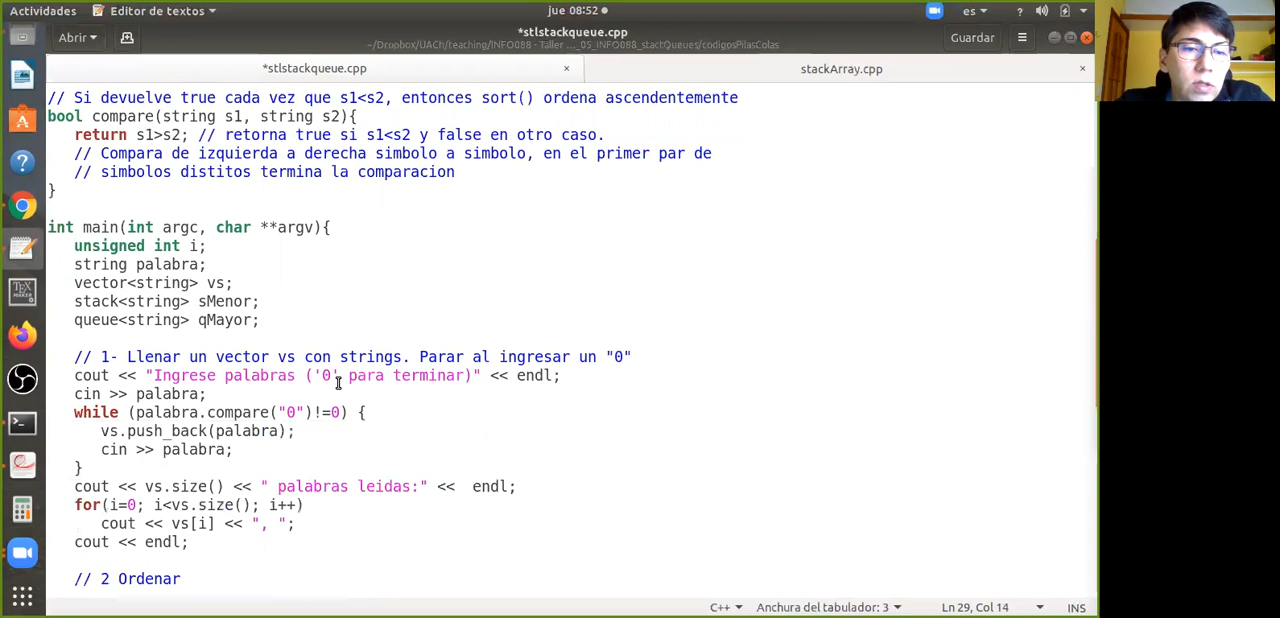 Actividades Editor de textos jue 08:52 es ?
Abrir *stlstackqueue.cpp Guardar
~/Dropbox/UACh/teaching/INFO088 - Taller ..._05_INFO088_stactQueues/codigosPilasColas
*stlstackqueue.cpp × stackArray.cpp ×
// Si devuelve true cada vez que s1<s2, entonces sort() ordena ascendentemente
bool compare(string s1, string s2){
return s1>s2; // retorna true si s1<s2 y false en otro caso.
// Compara de izquierda a derecha simbolo a simbolo, en el primer par de
// simbolos distitos termina la comparacion
}
int main(int argc, char **argv){
unsigned int i;
string palabra;
vector<string> vs;
stack<string> sMenor;
queue<string> qMayor;
// 1- Llenar un vector vs con strings. Parar al ingresar un "0"
cout << "Ingrese palabras ('0' para terminar)" << endl;
cin >> palabra;
while (palabra.compare("0")!=0) {
vs.push_back(palabra);
cin >> palabra;
}
cout << vs.size() << " palabras leidas:" << endl;
for(i=0; i<vs.size(); i++)
cout << vs[i] << ", ";
cout << endl;
// 2 Ordenar
C++ Anchura del tabulador: 3 Ln 29, Col 14 INS